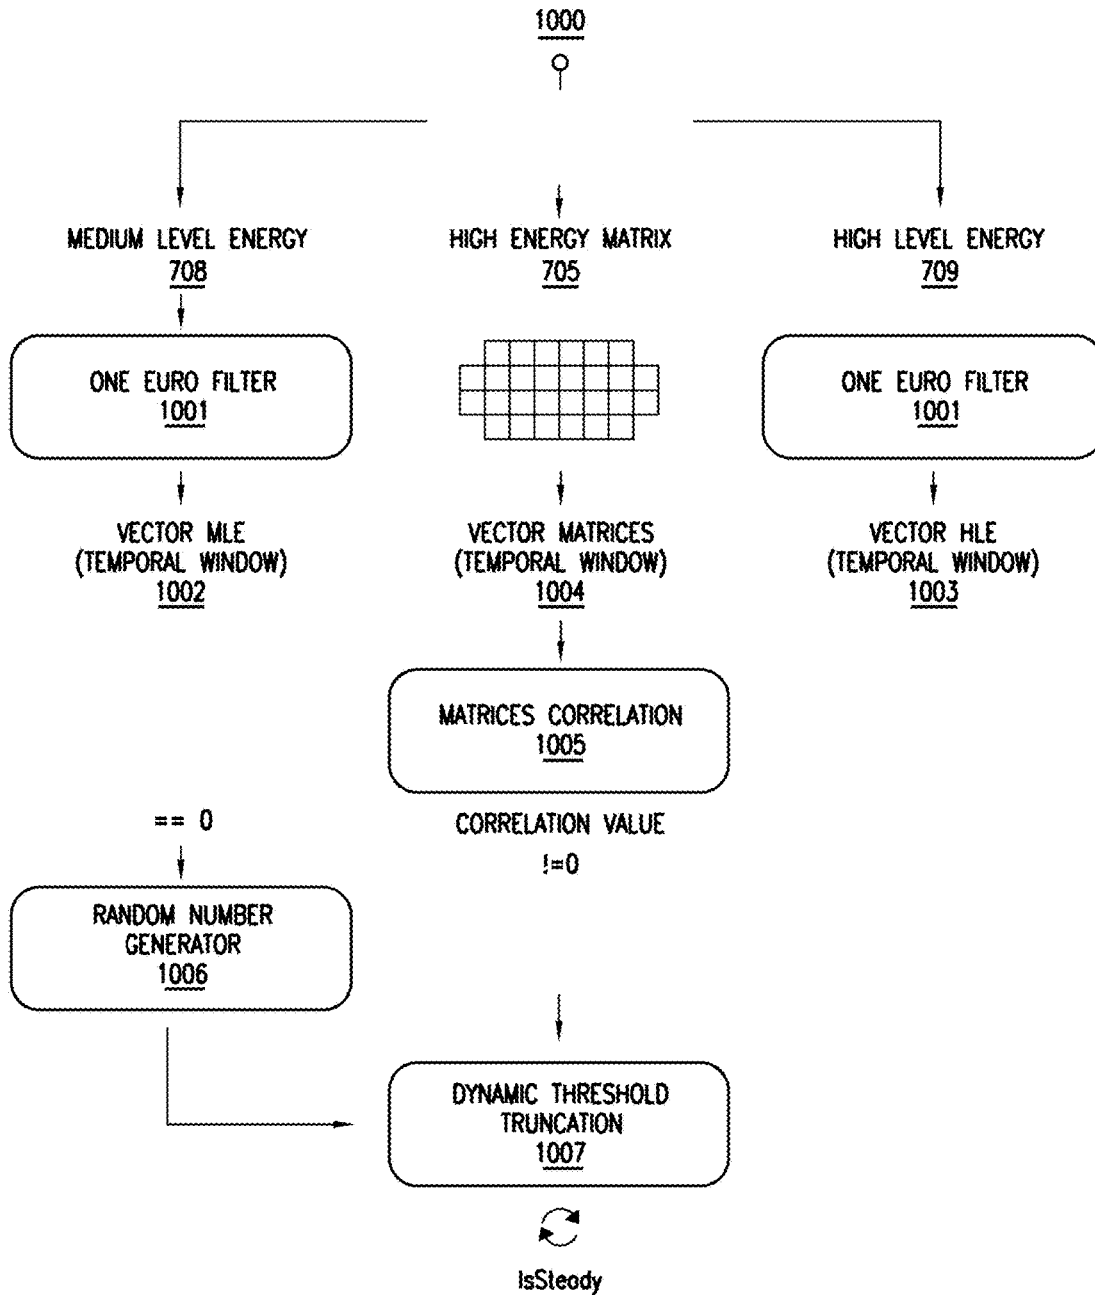 1000
MEDIUM LEVEL ENERGY
708
HIGH ENERGY MATRIX
705
HIGH LEVEL ENERGY
709
ONE EURO FILTER
1001
ONE EURO FILTER
1001
VECTOR MLE
(TEMPORAL WINDOW)
1002
VECTOR MATRICES
(TEMPORAL WINDOW)
1004
VECTOR HLE
(TEMPORAL WINDOW)
1003
MATRICES CORRELATION
1005
== 0
CORRELATION VALUE
!=0
RANDOM NUMBER
GENERATOR
1006
DYNAMIC THRESHOLD
TRUNCATION
1007
IsSteady